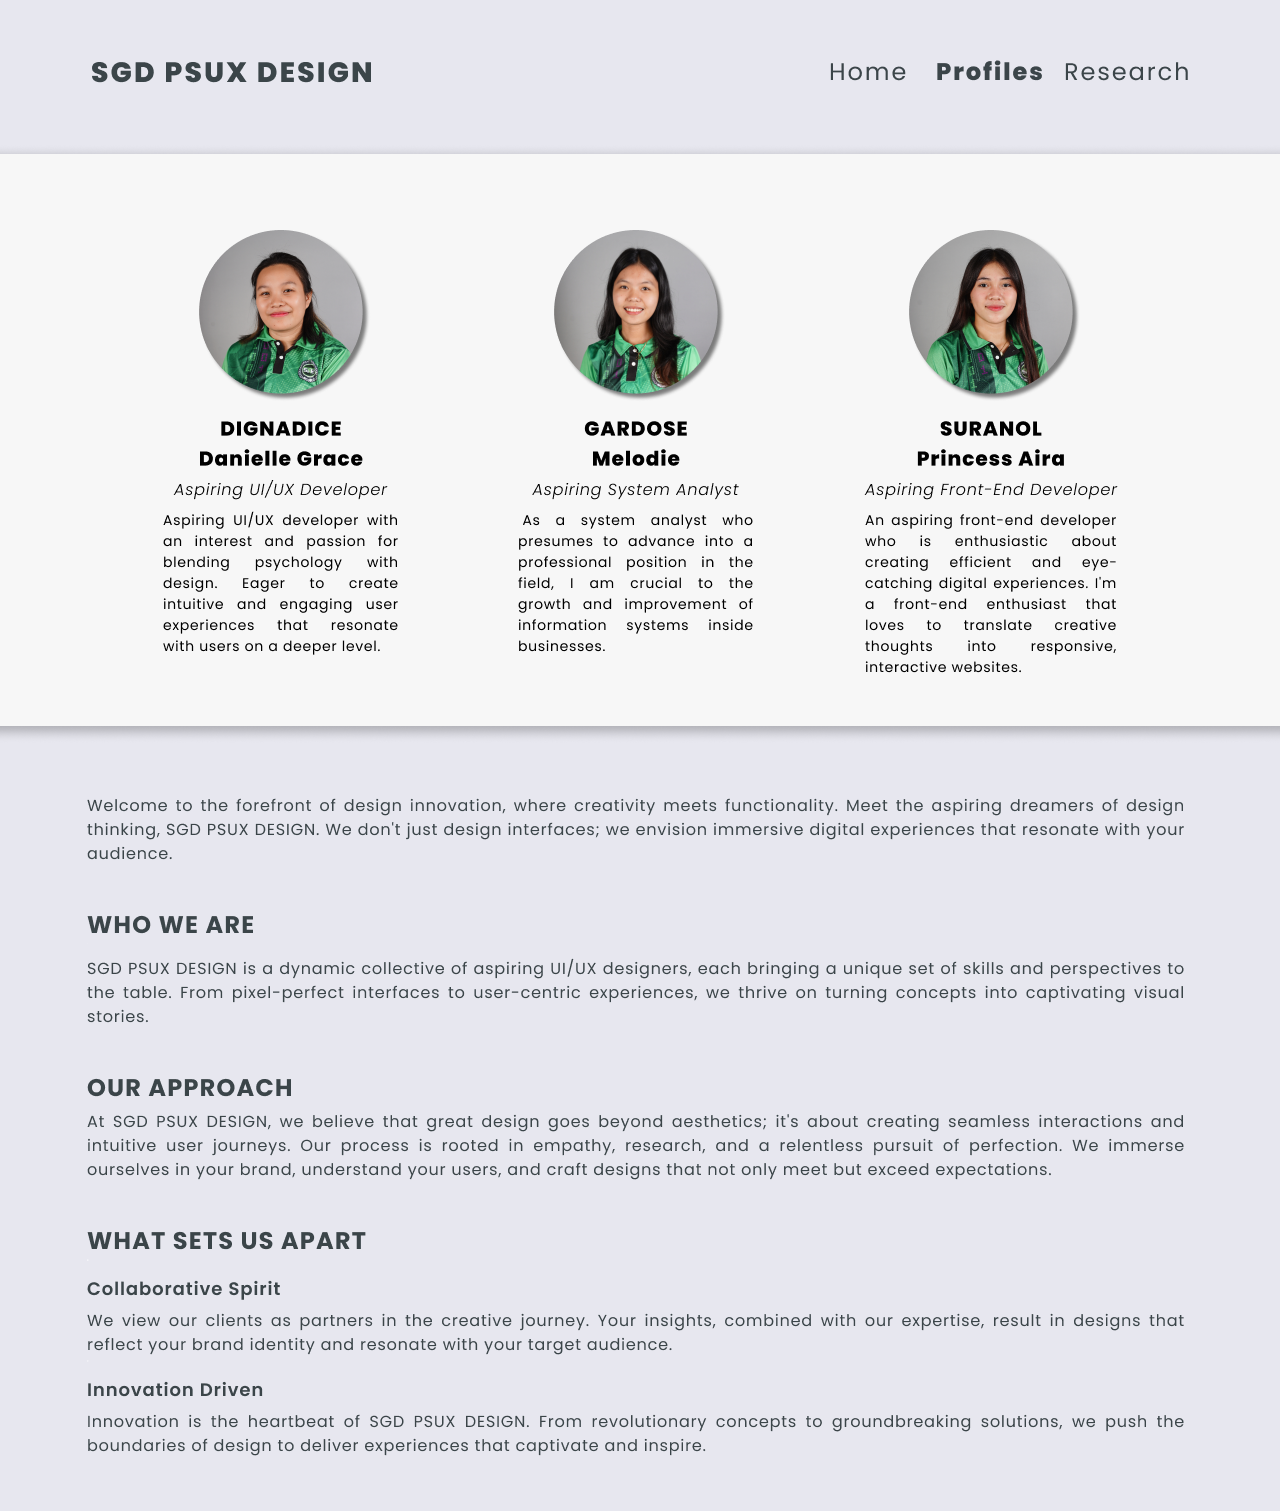 SGD PSUX DESIGN
Home Profiles Research
DIGNADICE
Danielle Grace
Aspiring UI/UX Developer
Aspiring UI/UX developer with
an interest and passion for
blending psychology with
design. Eager to create
intuitive and engaging user
experiences that resonate
with users on a deeper level.
GARDOSE
Melodie
Aspiring System Analyst
As a system analyst who
presumes to advance into a
professional position in the
field, I am crucial to the
growth and improvement of
information systems inside
businesses.
SURANOL
Princess Aira
Aspiring Front-End Developer
An aspiring front-end developer
who is enthusiastic about
creating efficient and eye-
catching digital experiences. I'm
a front-end enthusiast that
loves to translate creative
thoughts into responsive,
interactive websites.
Welcome to the forefront of design innovation, where creativity meets functionality. Meet the aspiring dreamers of design
thinking, SGD PSUX DESIGN. We don't just design interfaces; we envision immersive digital experiences that resonate with your
audience.
WHO WE ARE
SGD PSUX DESIGN is a dynamic collective of aspiring UI/UX designers, each bringing a unique set of skills and perspectives to
the table. From pixel-perfect interfaces to user-centric experiences, we thrive on turning concepts into captivating visual
stories.
OUR APPROACH
At SGD PSUX DESIGN, we believe that great design goes beyond aesthetics; it's about creating seamless interactions and
intuitive user journeys. Our process is rooted in empathy, research, and a relentless pursuit of perfection. We immerse
ourselves in your brand, understand your users, and craft designs that not only meet but exceed expectations.
WHAT SETS US APART
Collaborative Spirit
We view our clients as partners in the creative journey. Your insights, combined with our expertise, result in designs that
reflect your brand identity and resonate with your target audience.
Innovation Driven
Innovation is the heartbeat of SGD PSUX DESIGN. From revolutionary concepts to groundbreaking solutions, we push the
boundaries of design to deliver experiences that captivate and inspire.